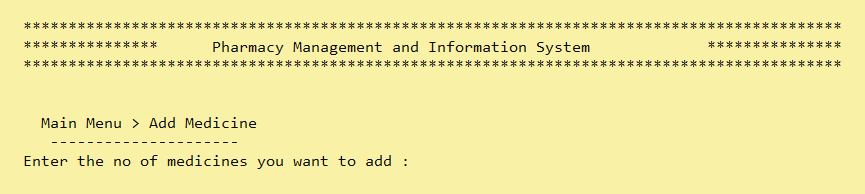 *******************************************************************************************
***************      Pharmacy Management and Information System             ***************
*******************************************************************************************
Main Menu > Add Medicine
---------------------
Enter the no of medicines you want to add :